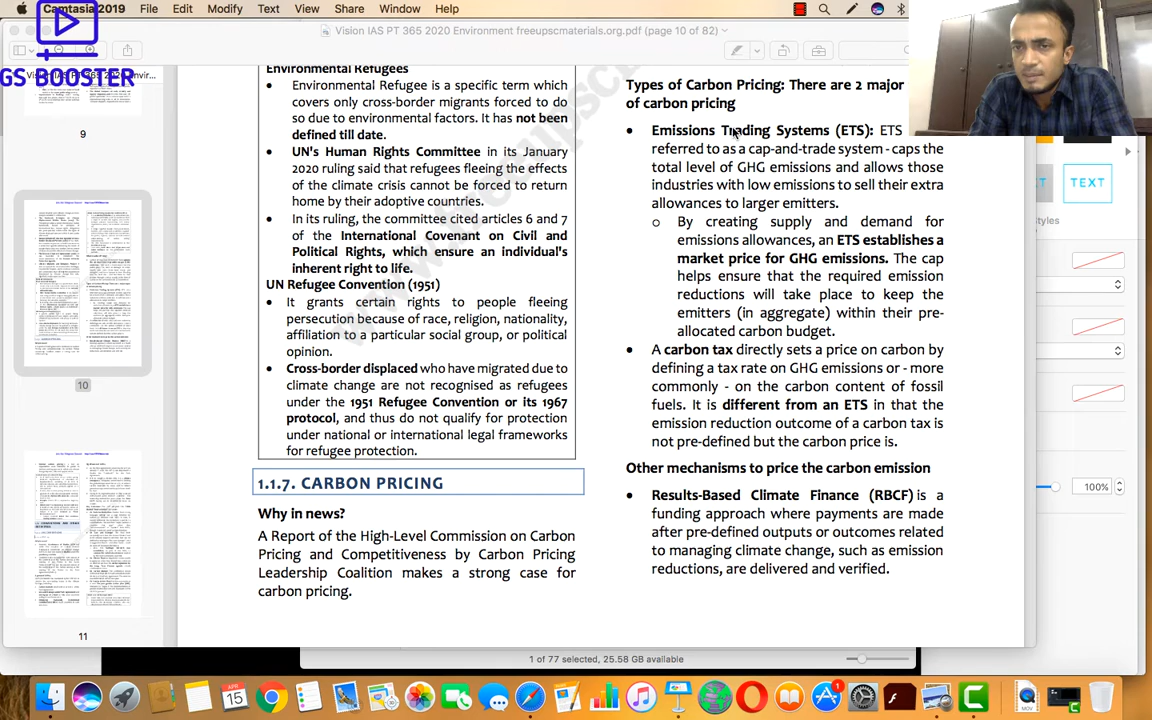 Camtasia 2019 File Edit Modify Text View Share Window Help
GS BOOSTER
Vision IAS PT 365 2020 Environment freeupscmaterials.org.pdf (page 10 of 82)
9
10
11
Environmental Refugees
• Environmental Refugee is a specific term which
covers only cross-border migrants forced to do
so due to environmental factors. It has not been
defined till date.
• UN's Human Rights Committee in its January
2020 ruling said that refugees fleeing the effects
of the climate crisis cannot be forced to return
home by their adoptive countries.
• In its ruling, the committee cited articles 6 and 7
of the International Covenant on Civil and
Political Rights, which ensure an individual's
inherent right to life.
UN Refugee Convention (1951)
• It grants certain rights to people fleeing
persecution because of race, religion, nationality,
affiliation to a particular social group, or political
opinion.
• Cross-border displaced who have migrated due to
climate change are not recognised as refugees
under the 1951 Refugee Convention or its 1967
protocol, and thus do not qualify for protection
under national or international legal frameworks
for refugee protection.
1.1.7. CARBON PRICING
Why in news?
A Report of the High-Level Commission on Carbon
Pricing and Competitiveness by Carbon Pricing
Leadership Coalition makes a strong case for
carbon pricing.
Types of Carbon Pricing: There are 2 major
of carbon pricing
• Emissions Trading Systems (ETS): ETS
referred to as a cap-and-trade system - caps the
total level of GHG emissions and allows those
industries with low emissions to sell their extra
allowances to larger emitters.
o By creating supply and demand for
emissions allowances, an ETS establishes a
market price for GHG emissions. The cap
helps ensure that the required emission
reductions will take place to keep the
emitters (in aggregate) within their pre-
allocated carbon budget.
• A carbon tax directly sets a price on carbon by
defining a tax rate on GHG emissions or - more
commonly - on the carbon content of fossil
fuels. It is different from an ETS in that the
emission reduction outcome of a carbon tax is
not pre-defined but the carbon price is.
Other mechanisms to price the carbon emission
• Results-Based Climate Finance (RBCF) is a
funding approach where payments are made
after pre-defined outputs or outcomes related
to managing climate change, such as emission
reductions, are delivered and verified.
TEXT
100%
1 of 77 selected, 25.58 GB available
APR
15